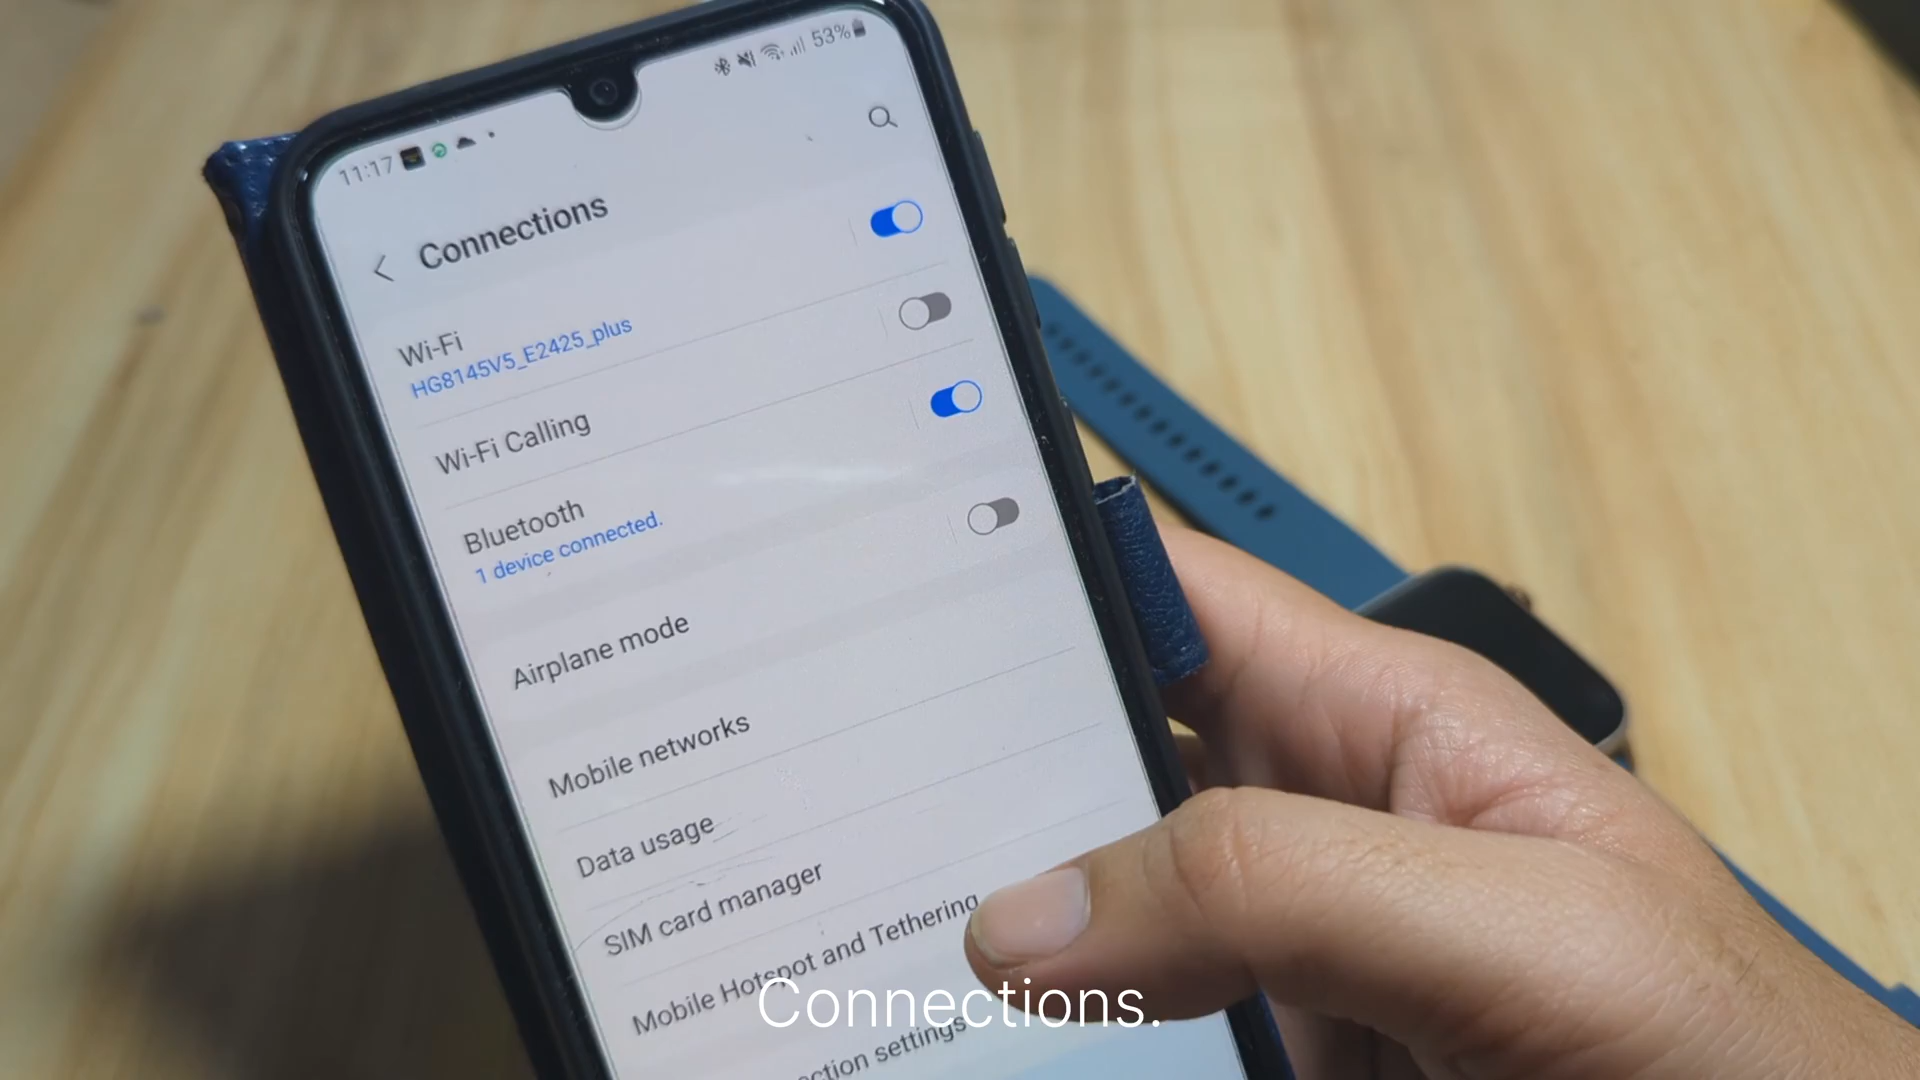 11:17
53%
Connections
Wi-Fi
HG8145V5_E2425_plus
Wi-Fi Calling
Bluetooth
1 device connected.
Airplane mode
Mobile networks
Data usage
SIM card manager
Mobile Hotspot and Tethering
Connections.
settings